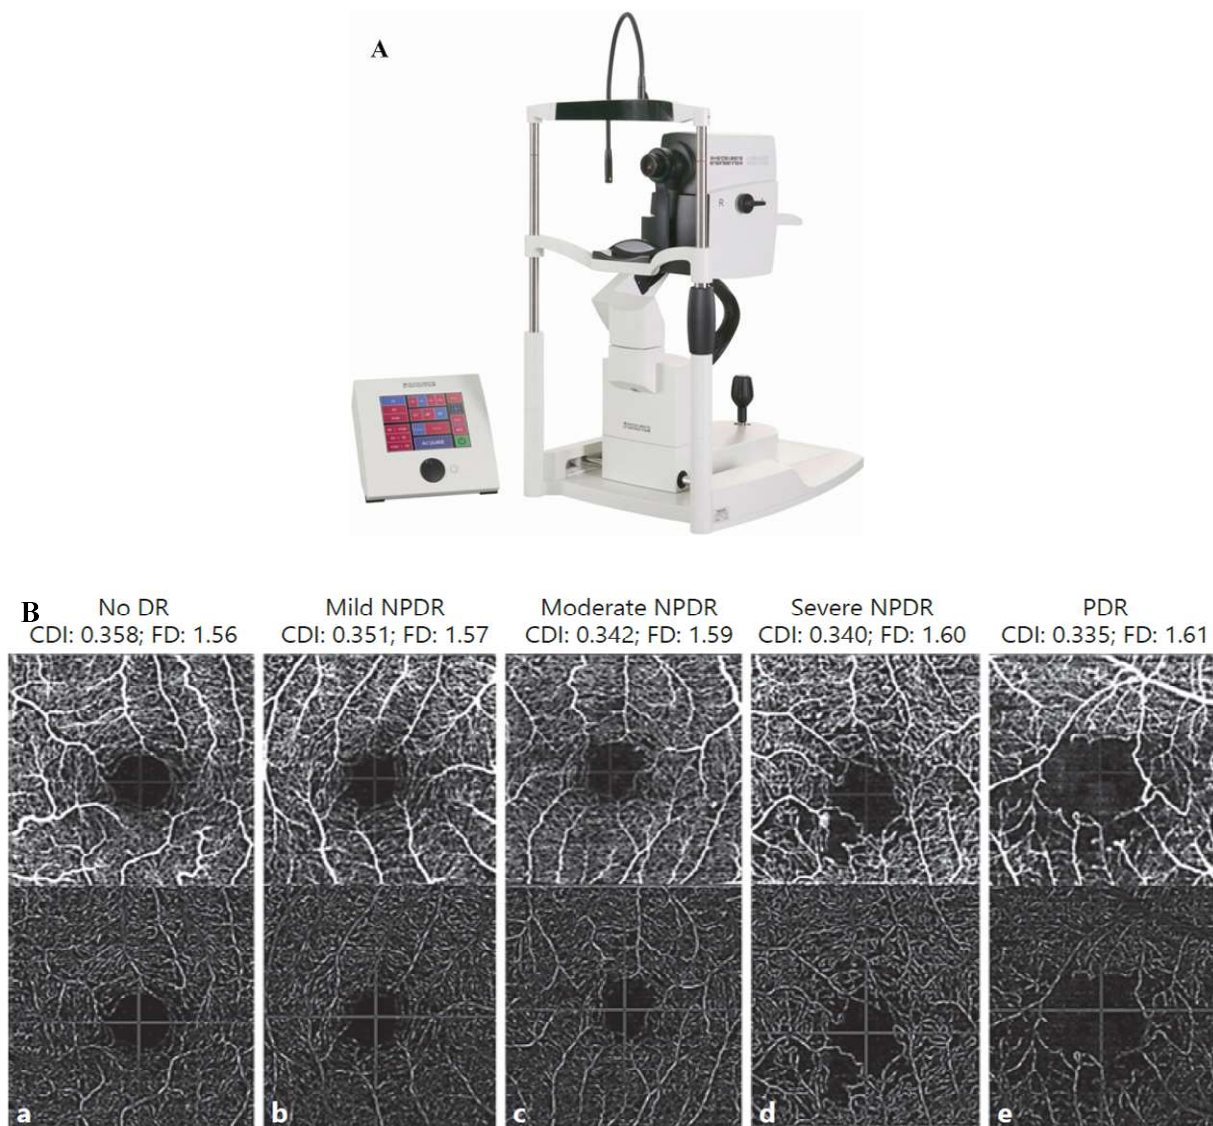 A
R
ACQUIRE
B
No DR
CDI: 0.358; FD: 1.56
Mild NPDR
CDI: 0.351; FD: 1.57
Moderate NPDR
CDI: 0.342; FD: 1.59
Severe NPDR
CDI: 0.340; FD: 1.60
PDR
CDI: 0.335; FD: 1.61
a
b
c
d
e